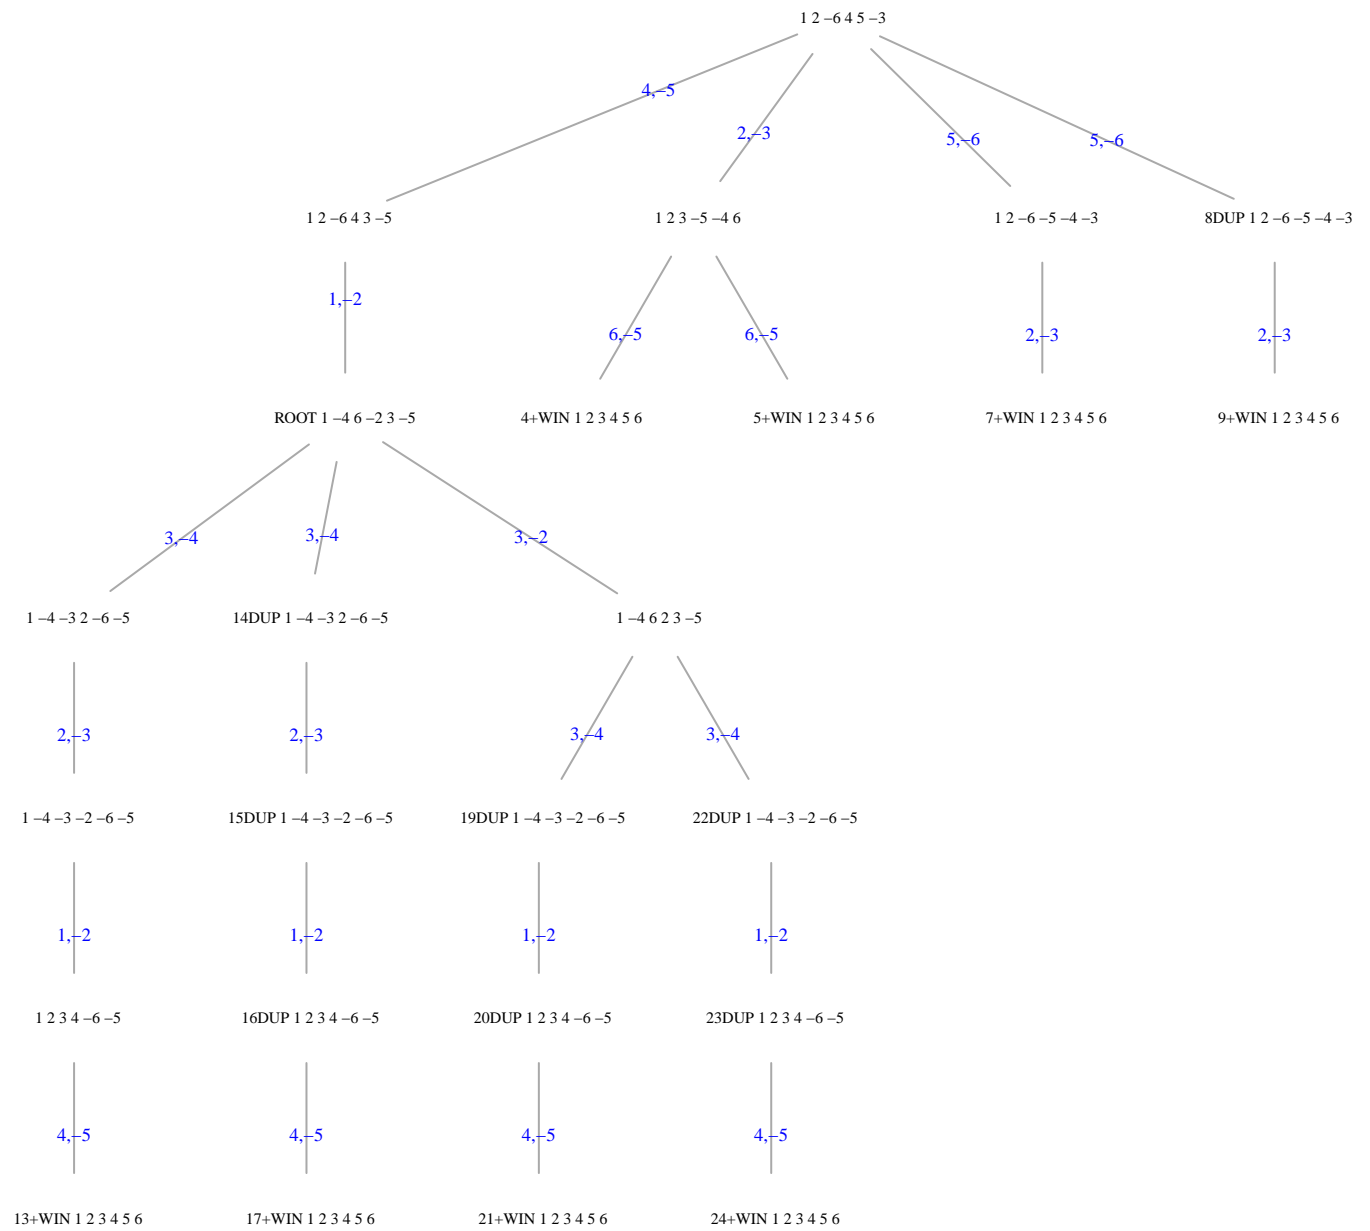 1 2 −6 4 5 −3
4,−5
2,−3
5,−6
5,−6
1 2 −6 4 3 −5
1 2 3 −5 −4 6
1 2 −6 −5 −4 −3
8DUP 1 2 −6 −5 −4 −3
1,−2
6,−5
6,−5
2,−3
2,−3
ROOT 1 −4 6 −2 3 −5
4+WIN 1 2 3 4 5 6
5+WIN 1 2 3 4 5 6
7+WIN 1 2 3 4 5 6
9+WIN 1 2 3 4 5 6
3,−4
3,−4
3,−2
1 −4 −3 2 −6 −5
14DUP 1 −4 −3 2 −6 −5
1 −4 6 2 3 −5
2,−3
2,−3
3,−4
3,−4
1 −4 −3 −2 −6 −5
15DUP 1 −4 −3 −2 −6 −5
19DUP 1 −4 −3 −2 −6 −5
22DUP 1 −4 −3 −2 −6 −5
1,−2
1,−2
1,−2
1,−2
1 2 3 4 −6 −5
16DUP 1 2 3 4 −6 −5
20DUP 1 2 3 4 −6 −5
23DUP 1 2 3 4 −6 −5
4,−5
4,−5
4,−5
4,−5
13+WIN 1 2 3 4 5 6
17+WIN 1 2 3 4 5 6
21+WIN 1 2 3 4 5 6
24+WIN 1 2 3 4 5 6